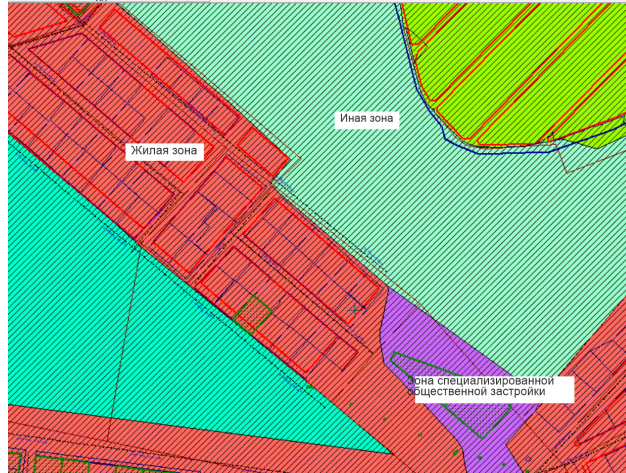 Иная зона
Жилая зона
Зона специализированной
общественной застройки